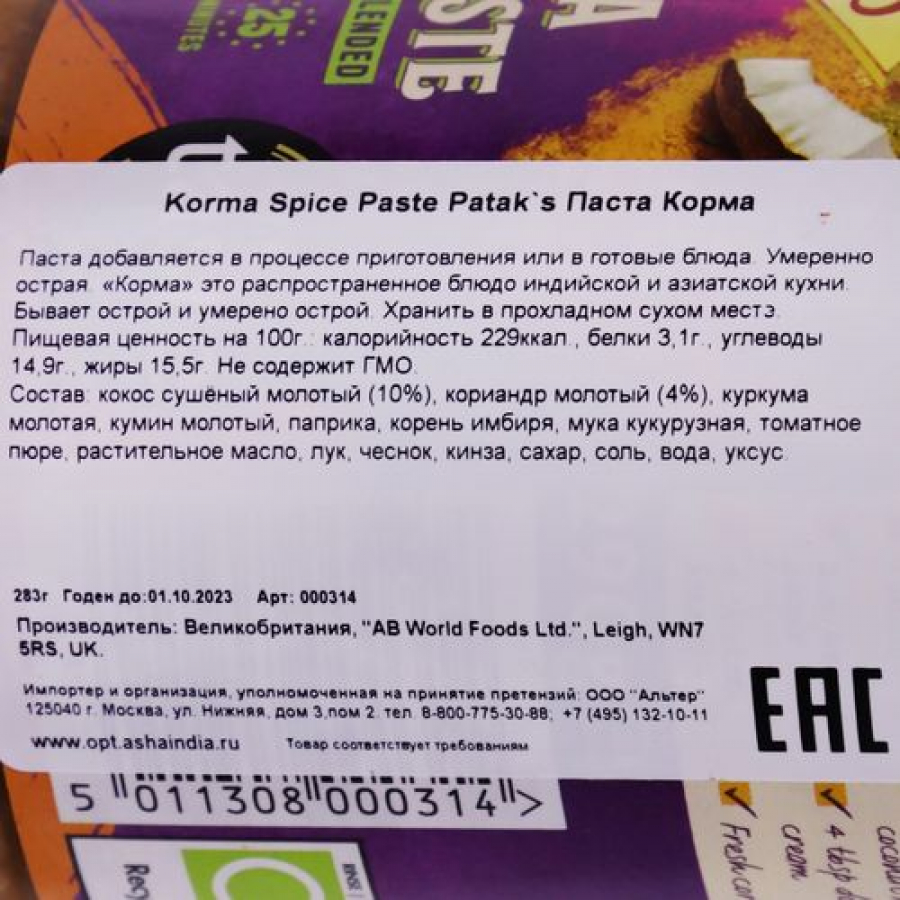 25
MINUTES
BLENDED
STE
A
Korma Spice Paste Patak`s Паста Корма
Паста добавляется в процессе приготовления или в готовые блюда. Умеренно
острая. «Корма» это распространенное блюдо индийской и азиатской кухни.
Бывает острой и умерено острой. Хранить в прохладном сухом месте.
Пищевая ценность на 100г.: калорийность 229ккал., белки 3,1г., углеводы
14,9г., жиры 15,5г. Не содержит ГМО.
Состав: кокос сушёный молотый (10%), кориандр молотый (4%), куркума
молотая, кумин молотый, паприка, корень имбиря, мука кукурузная, томатное
пюре, растительное масло, лук, чеснок, кинза, сахар, соль, вода, уксус.
283г Годен до:01.10.2023 Арт: 000314
Производитель: Великобритания, "AB World Foods Ltd.", Leigh, WN7
5RS, UK.
Импортер и организация, уполномоченная на принятие претензий: ООО "Альтер"
125040 г. Москва, ул. Нижняя, дом 3,пом 2. тел. 8-800-775-30-88; +7 (495) 132-10-11
www.opt.ashaindia.ru Товар соответствует требованиям
EAC
5 011308 000314 >
4 tbsp
cream
Fresh